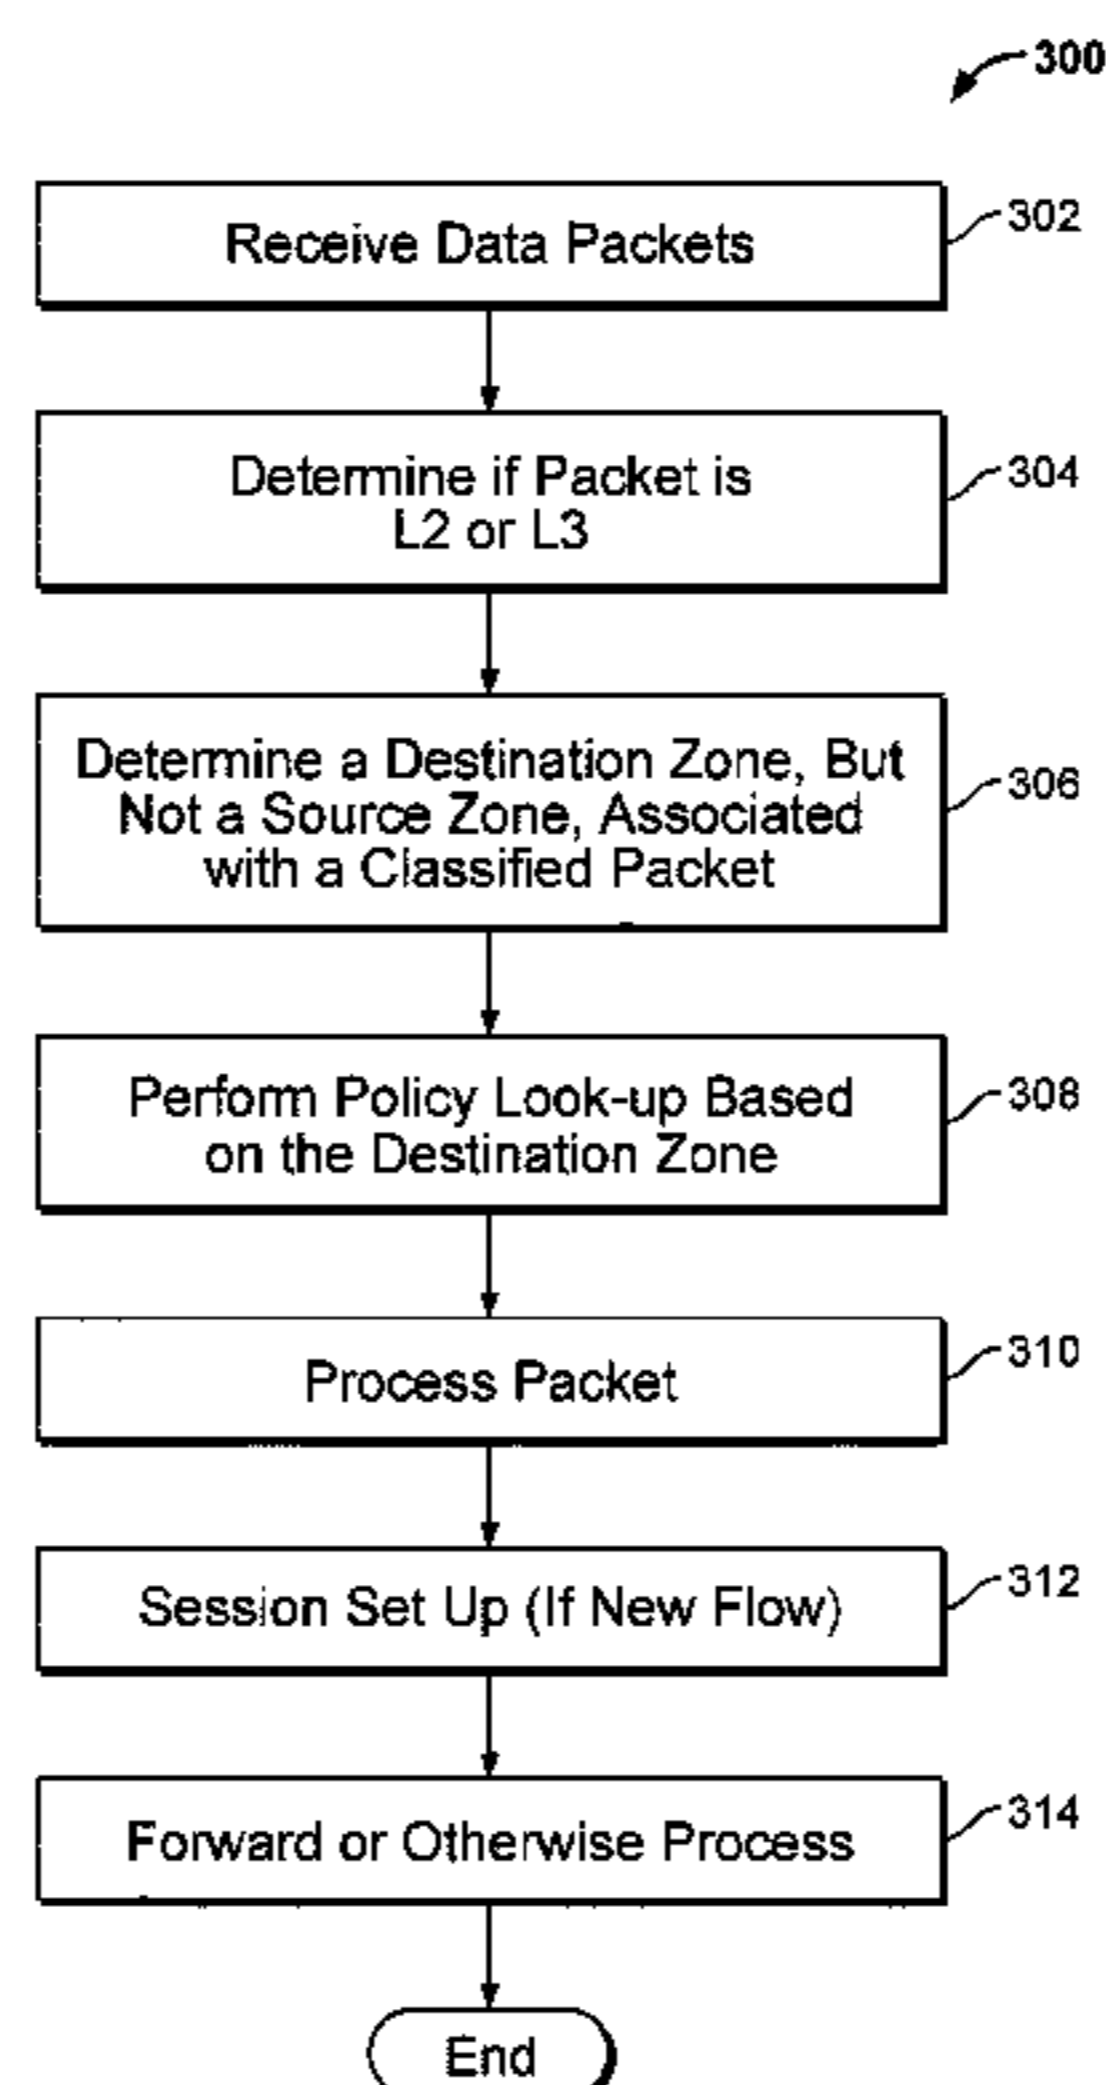 300
Receive Data Packets
302
Determine if Packet is
L2 or L3
304
Determine a Destination Zone, But
Not a Source Zone, Associated
with a Classified Packet
306
Perform Policy Look-up Based
on the Destination Zone
308
Process Packet
310
Session Set Up (If New Flow)
312
Forward or Otherwise Process
314
End